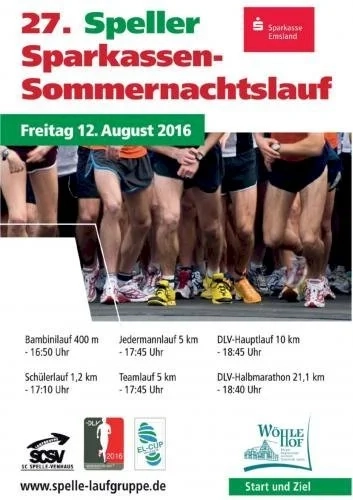 27. Speller
Sparkassen-
Sommernachtslauf
Sparkasse
Emsland
Freitag 12. August 2016
Bambinilauf 400 m
- 16:50 Uhr
Jedermannlauf 5 km
- 17:45 Uhr
DLV-Hauptlauf 10 km
- 18:45 Uhr
Schülerlauf 1,2 km
- 17:10 Uhr
Teamlauf 5 km
- 17:45 Uhr
DLV-Halbmarathon 21,1 km
- 18:40 Uhr
SCSV
SC SPELLE-VENHAUS
DLV
2016
EL-CUP
WÖHLE
HOF
www.spelle-laufgruppe.de
Start und Ziel